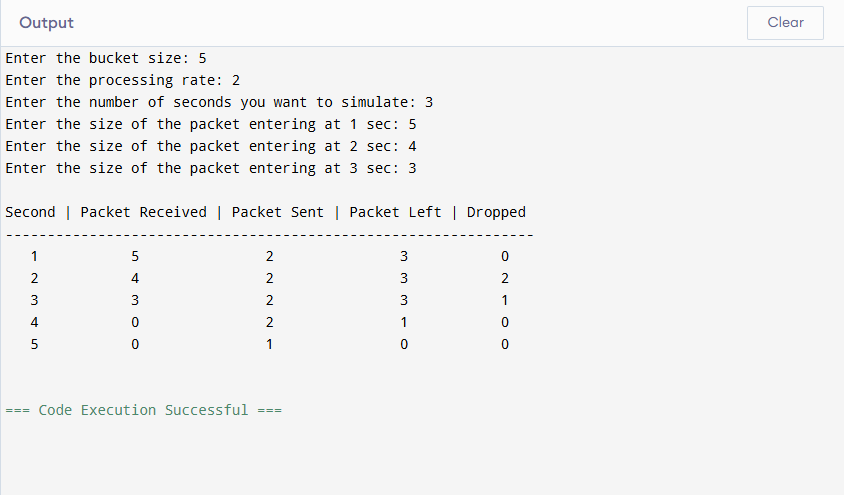 Output
Clear
Enter the bucket size: 5
Enter the processing rate: 2
Enter the number of seconds you want to simulate: 3
Enter the size of the packet entering at 1 sec: 5
Enter the size of the packet entering at 2 sec: 4
Enter the size of the packet entering at 3 sec: 3
Second | Packet Received | Packet Sent | Packet Left | Dropped
---------------------------------------------------------------
1 5 2 3 0
2 4 2 3 2
3 3 2 3 1
4 0 2 1 0
5 0 1 0 0
=== Code Execution Successful ===